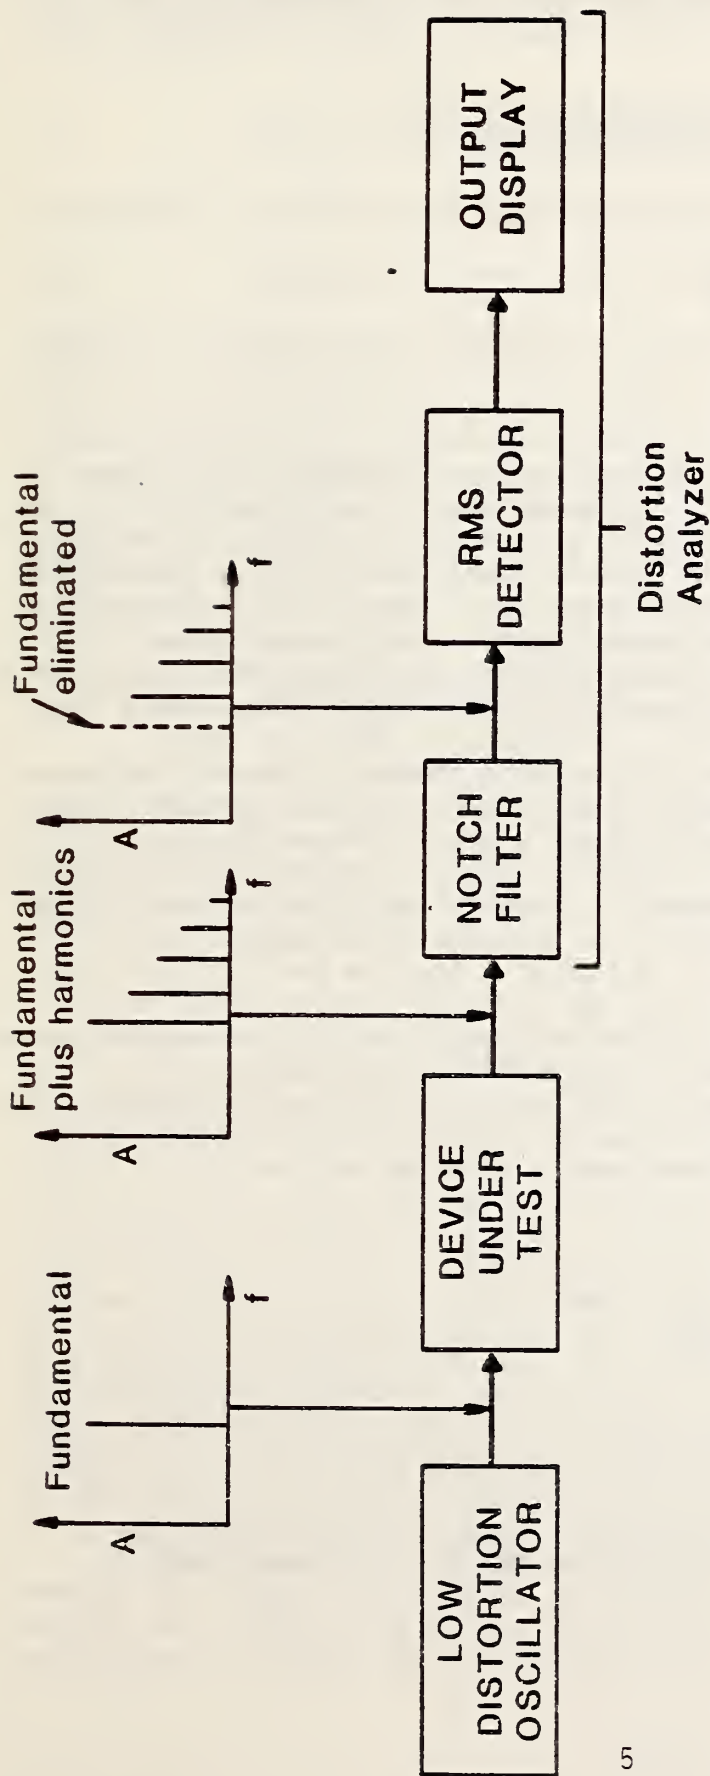 Fundamental
A
f
Fundamental
plus harmonics
A
f
Fundamental
eliminated
A
f
LOW
DISTORTION
OSCILLATOR
DEVICE
UNDER
TEST
NOTCH
FILTER
RMS
DETECTOR
OUTPUT
DISPLAY
Distortion
Analyzer
5